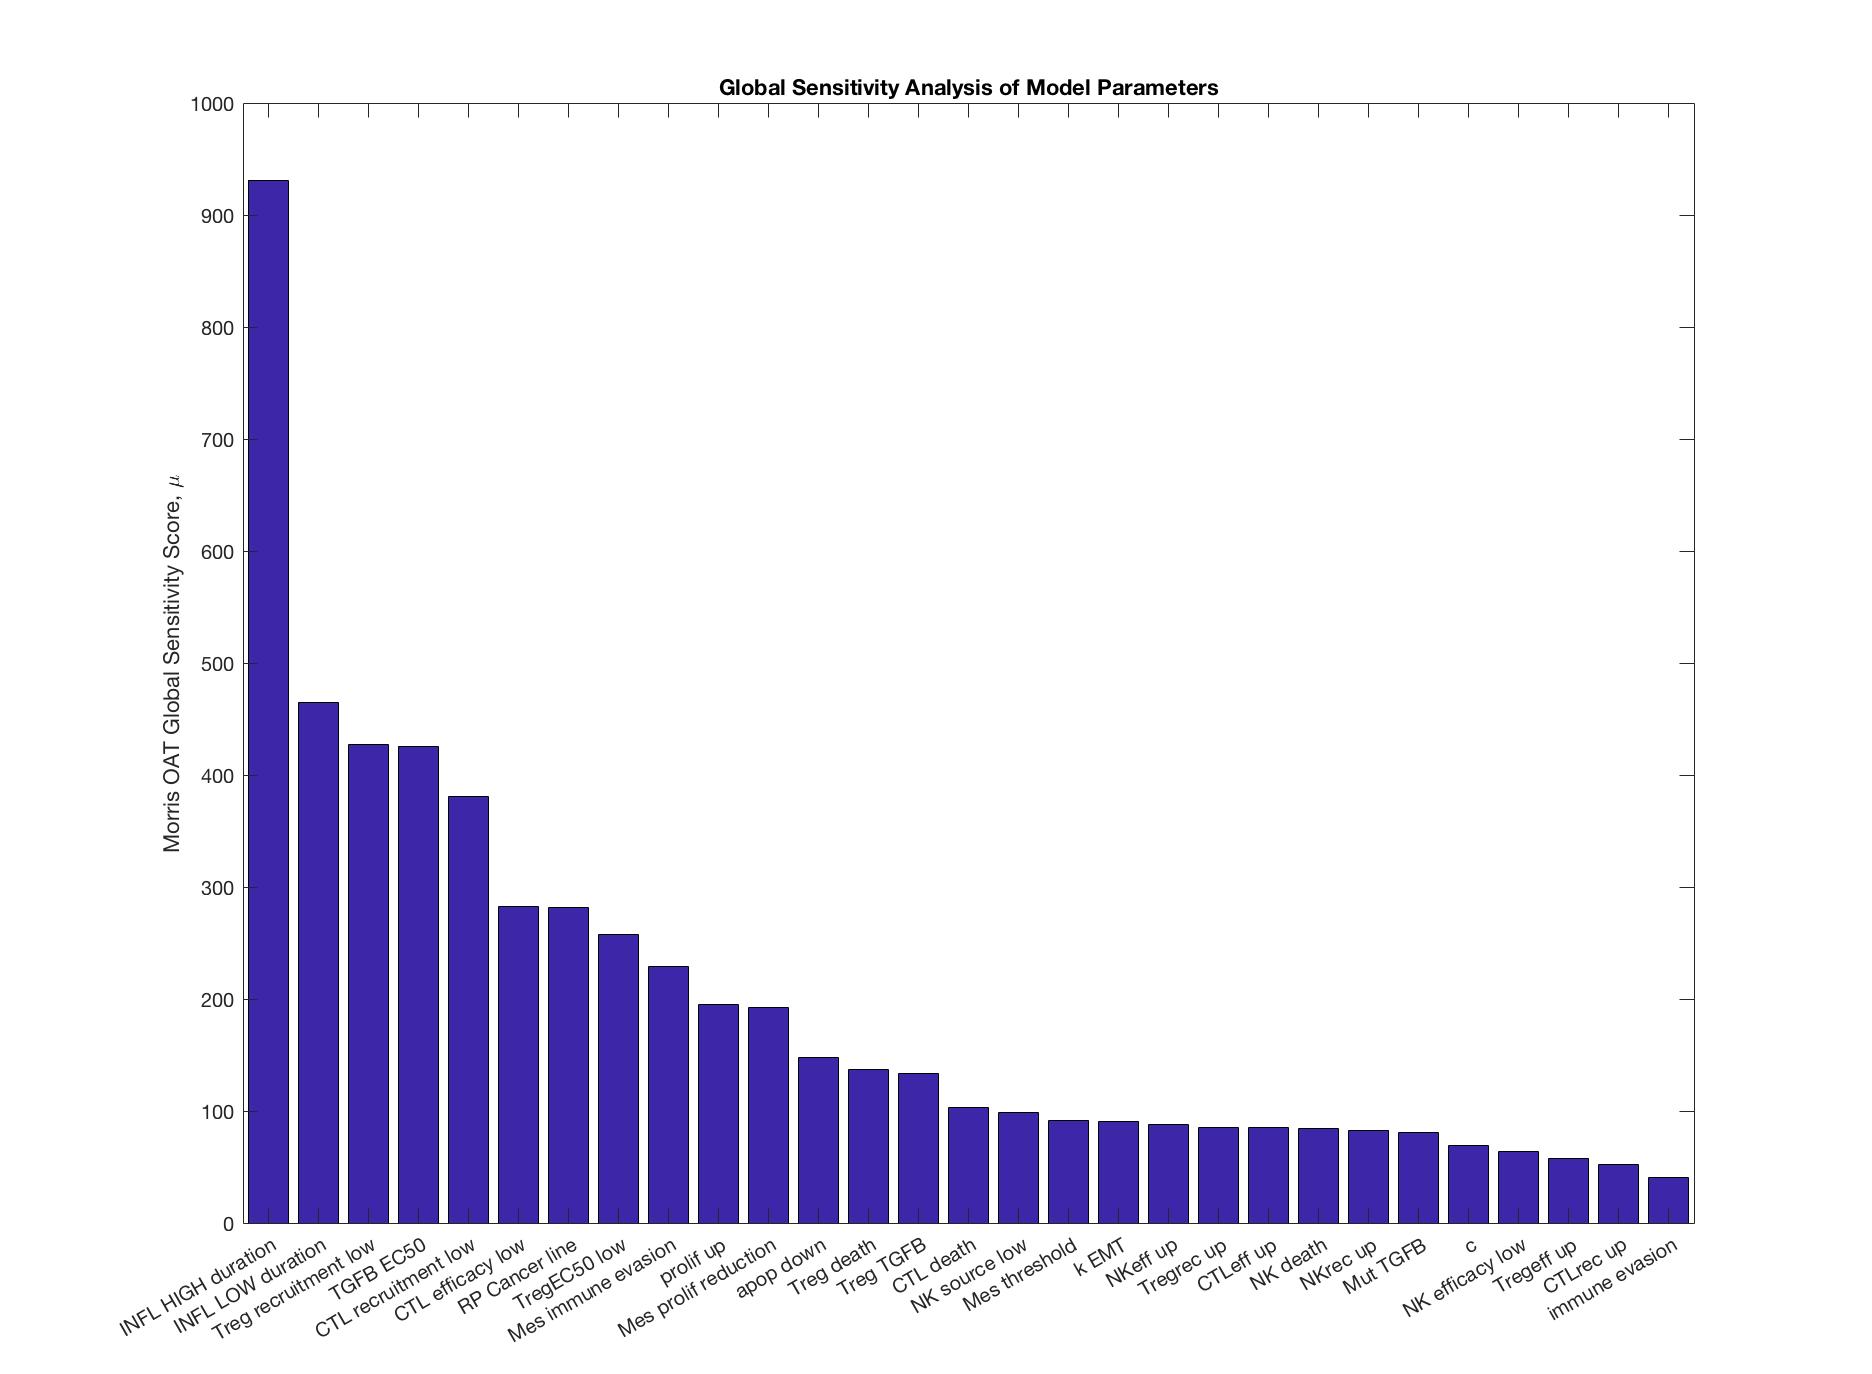 Global Sensitivity Analysis of Model Parameters
1000
900
800
700
600
500
400
300
200
100
0
Morris OAT Global Sensitivity Score, μ
INFL HIGH duration
INFL LOW duration
Treg recruitment low
TGFB EC50
CTL recruitment low
CTL efficacy low
RP Cancer line
TregEC50 low
Mes immune evasion
prolif up
Mes prolif reduction
apop down
Treg death
Treg TGFB
CTL death
NK source low
Mes threshold
k EMT
NKeff up
Tregrec up
CTLeff up
NK death
NKrec up
Mut TGFB
c
NK efficacy low
Tregeff up
CTLrec up
immune evasion